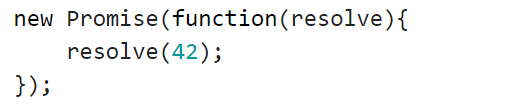 new Promise(function(resolve){
    resolve(42);
});